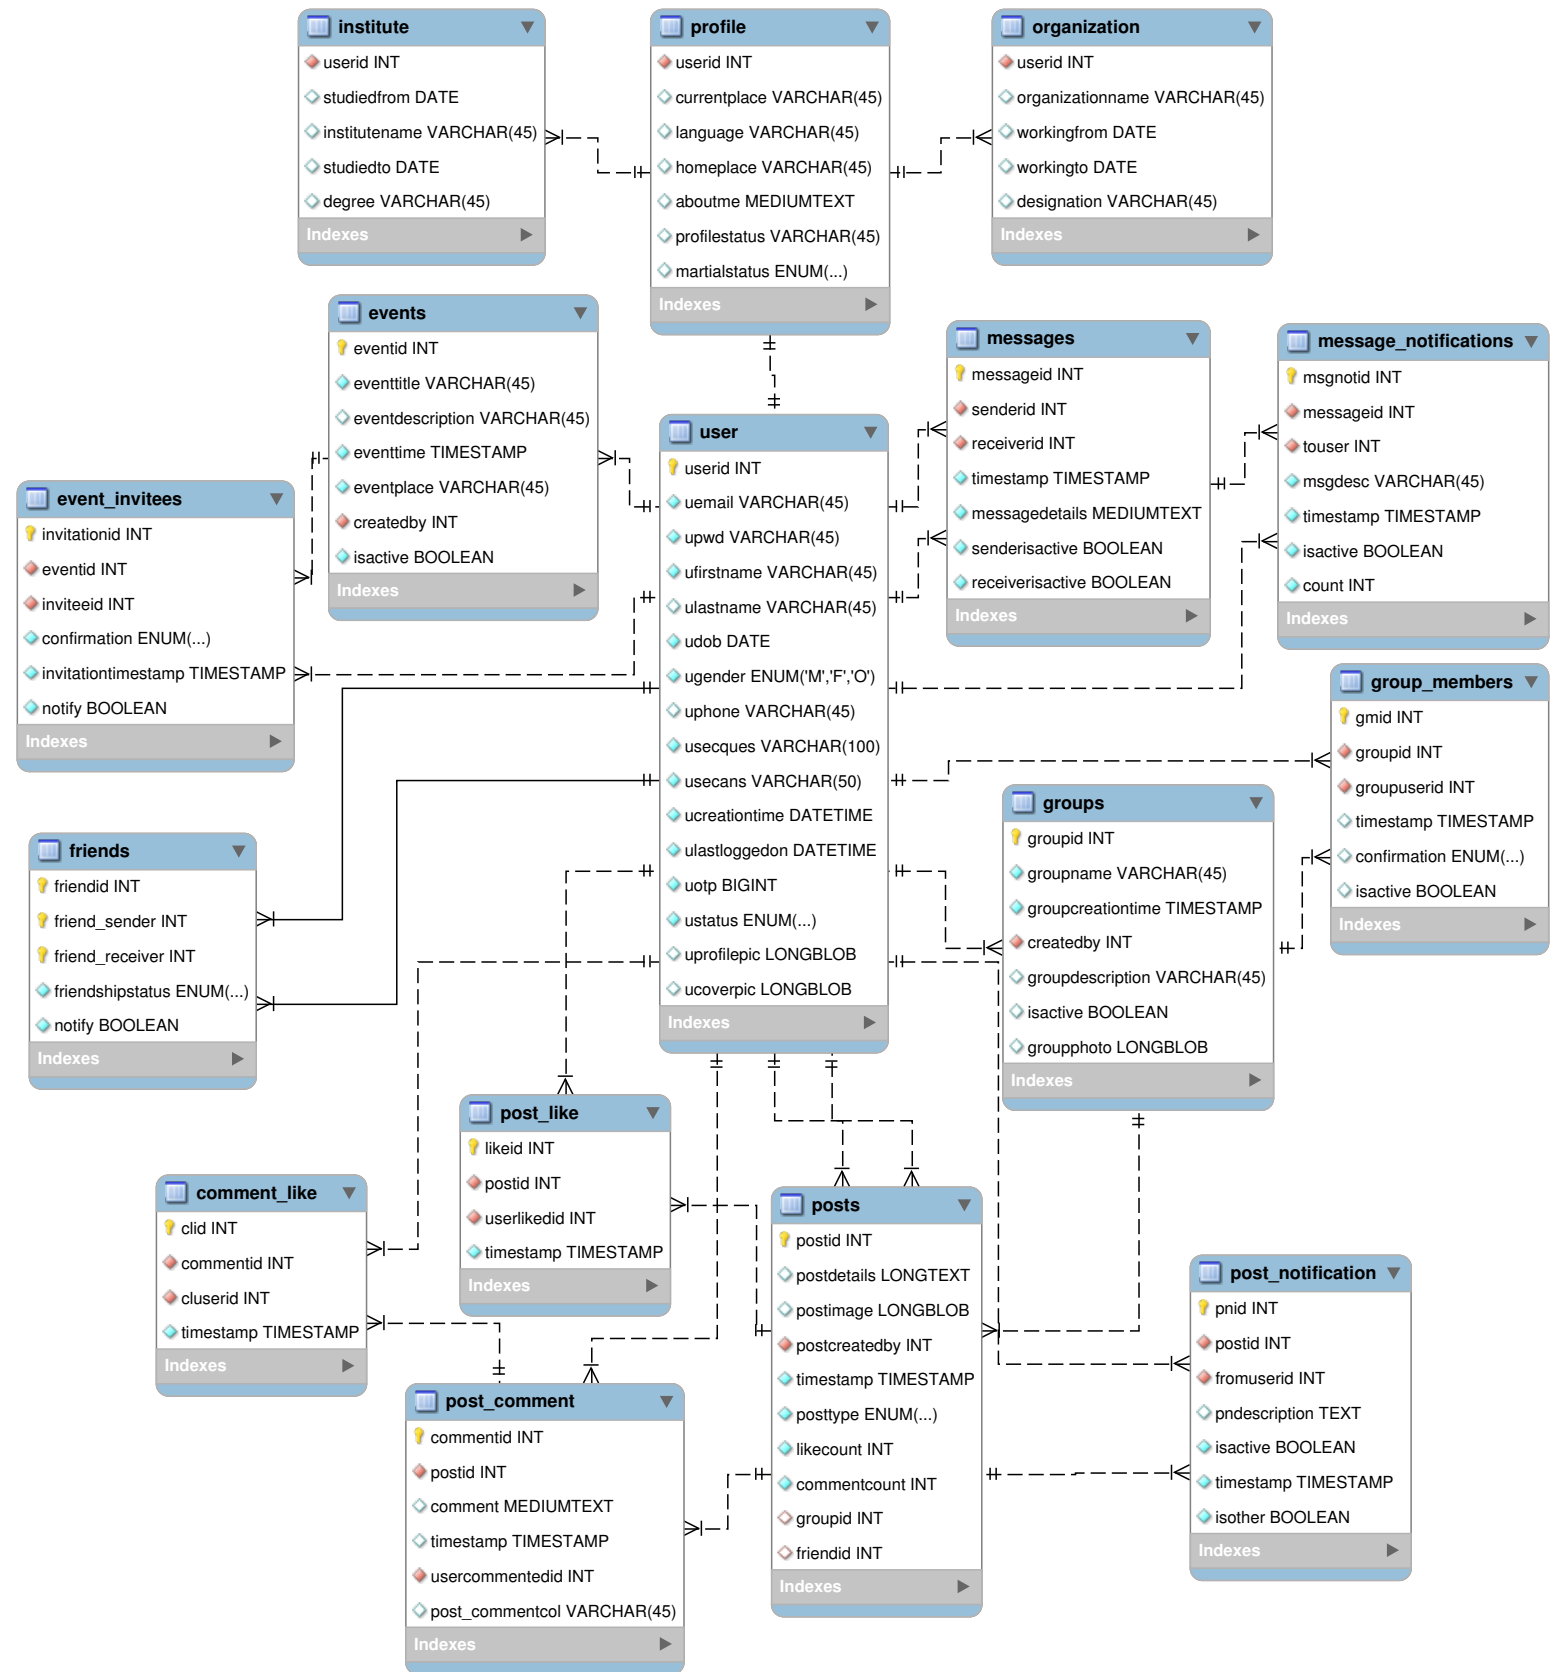 institute
userid INT
studiedfrom DATE
institutename VARCHAR(45)
studiedto DATE
degree VARCHAR(45)
Indexes
profile
userid INT
currentplace VARCHAR(45)
language VARCHAR(45)
homeplace VARCHAR(45)
aboutme MEDIUMTEXT
profilestatus VARCHAR(45)
martialstatus ENUM(...)
Indexes
organization
userid INT
organizationname VARCHAR(45)
workingfrom DATE
workingto DATE
designation VARCHAR(45)
Indexes
events
eventid INT
eventtitle VARCHAR(45)
eventdescription VARCHAR(45)
eventtime TIMESTAMP
eventplace VARCHAR(45)
createdby INT
isactive BOOLEAN
Indexes
messages
messageid INT
senderid INT
receiverid INT
timestamp TIMESTAMP
messagedetails MEDIUMTEXT
senderisactive BOOLEAN
receiverisactive BOOLEAN
Indexes
message_notifications
msgnotid INT
messageid INT
touser INT
msgdesc VARCHAR(45)
timestamp TIMESTAMP
isactive BOOLEAN
count INT
Indexes
user
userid INT
uemail VARCHAR(45)
upwd VARCHAR(45)
ufirstname VARCHAR(45)
ulastname VARCHAR(45)
udob DATE
ugender ENUM('M','F','O')
uphone VARCHAR(45)
usecques VARCHAR(100)
usecans VARCHAR(50)
ucreationtime DATETIME
ulastloggedon DATETIME
uotp BIGINT
ustatus ENUM(...)
uprofilepic LONGBLOB
ucoverpic LONGBLOB
Indexes
event_invitees
invitationid INT
eventid INT
inviteeid INT
confirmation ENUM(...)
invitationtimestamp TIMESTAMP
notify BOOLEAN
Indexes
group_members
gmid INT
groupid INT
groupuserid INT
timestamp TIMESTAMP
confirmation ENUM(...)
isactive BOOLEAN
Indexes
groups
groupid INT
groupname VARCHAR(45)
groupcreationtime TIMESTAMP
createdby INT
groupdescription VARCHAR(45)
isactive BOOLEAN
groupphoto LONGBLOB
Indexes
friends
friendid INT
friend_sender INT
friend_receiver INT
friendshipstatus ENUM(...)
notify BOOLEAN
Indexes
post_like
likeid INT
postid INT
userlikedid INT
timestamp TIMESTAMP
Indexes
comment_like
clid INT
commentid INT
cluserid INT
timestamp TIMESTAMP
Indexes
posts
postid INT
postdetails LONGTEXT
postimage LONGBLOB
postcreatedby INT
timestamp TIMESTAMP
posttype ENUM(...)
likecount INT
commentcount INT
groupid INT
friendid INT
Indexes
post_notification
pnid INT
postid INT
fromuserid INT
pndescription TEXT
isactive BOOLEAN
timestamp TIMESTAMP
isother BOOLEAN
Indexes
post_comment
commentid INT
postid INT
comment MEDIUMTEXT
timestamp TIMESTAMP
usercommentedid INT
post_commentcol VARCHAR(45)
Indexes